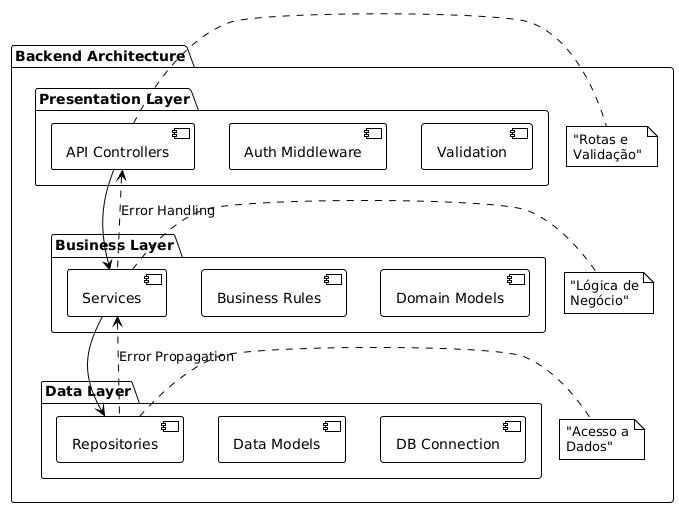 Backend Architecture
Presentation Layer
API Controllers
Auth Middleware
Validation
"Rotas e
Validação"
Error Handling
Business Layer
Services
Business Rules
Domain Models
"Lógica de
Negócio"
Error Propagation
Data Layer
Repositories
Data Models
DB Connection
"Acesso a
Dados"